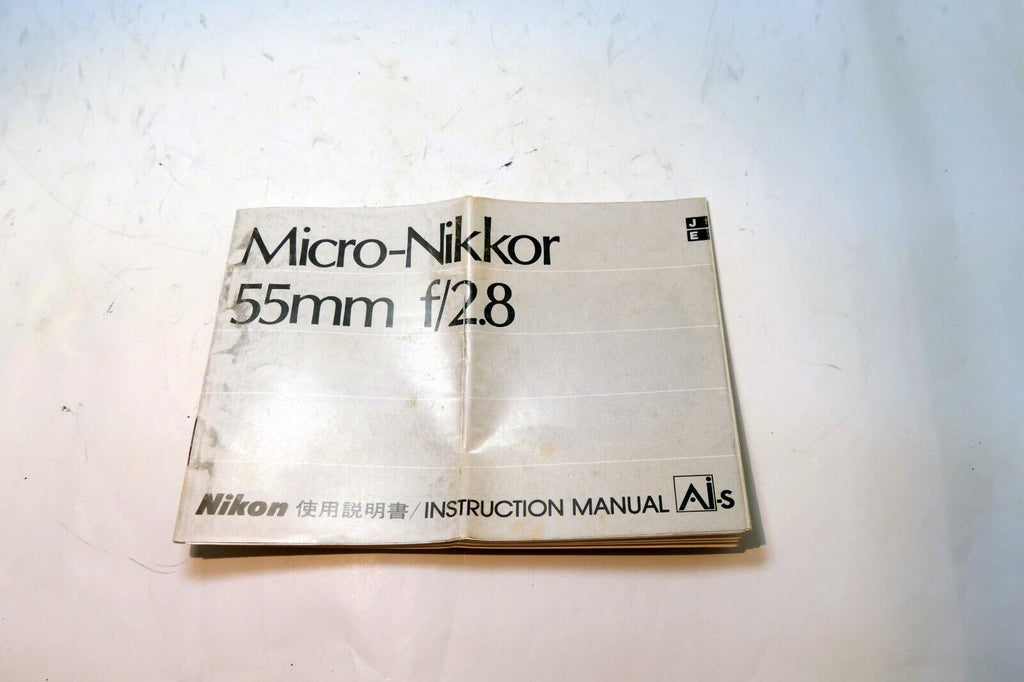 Micro-Nikkor
J
E
55mm f/2.8
Nikon 使用説明書/INSTRUCTION MANUAL Ai-s